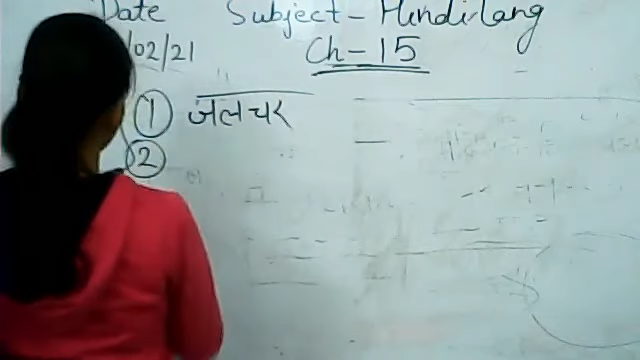 Date Subject - Hindi Lang
/02/21 Ch - 15
① जलचर
②